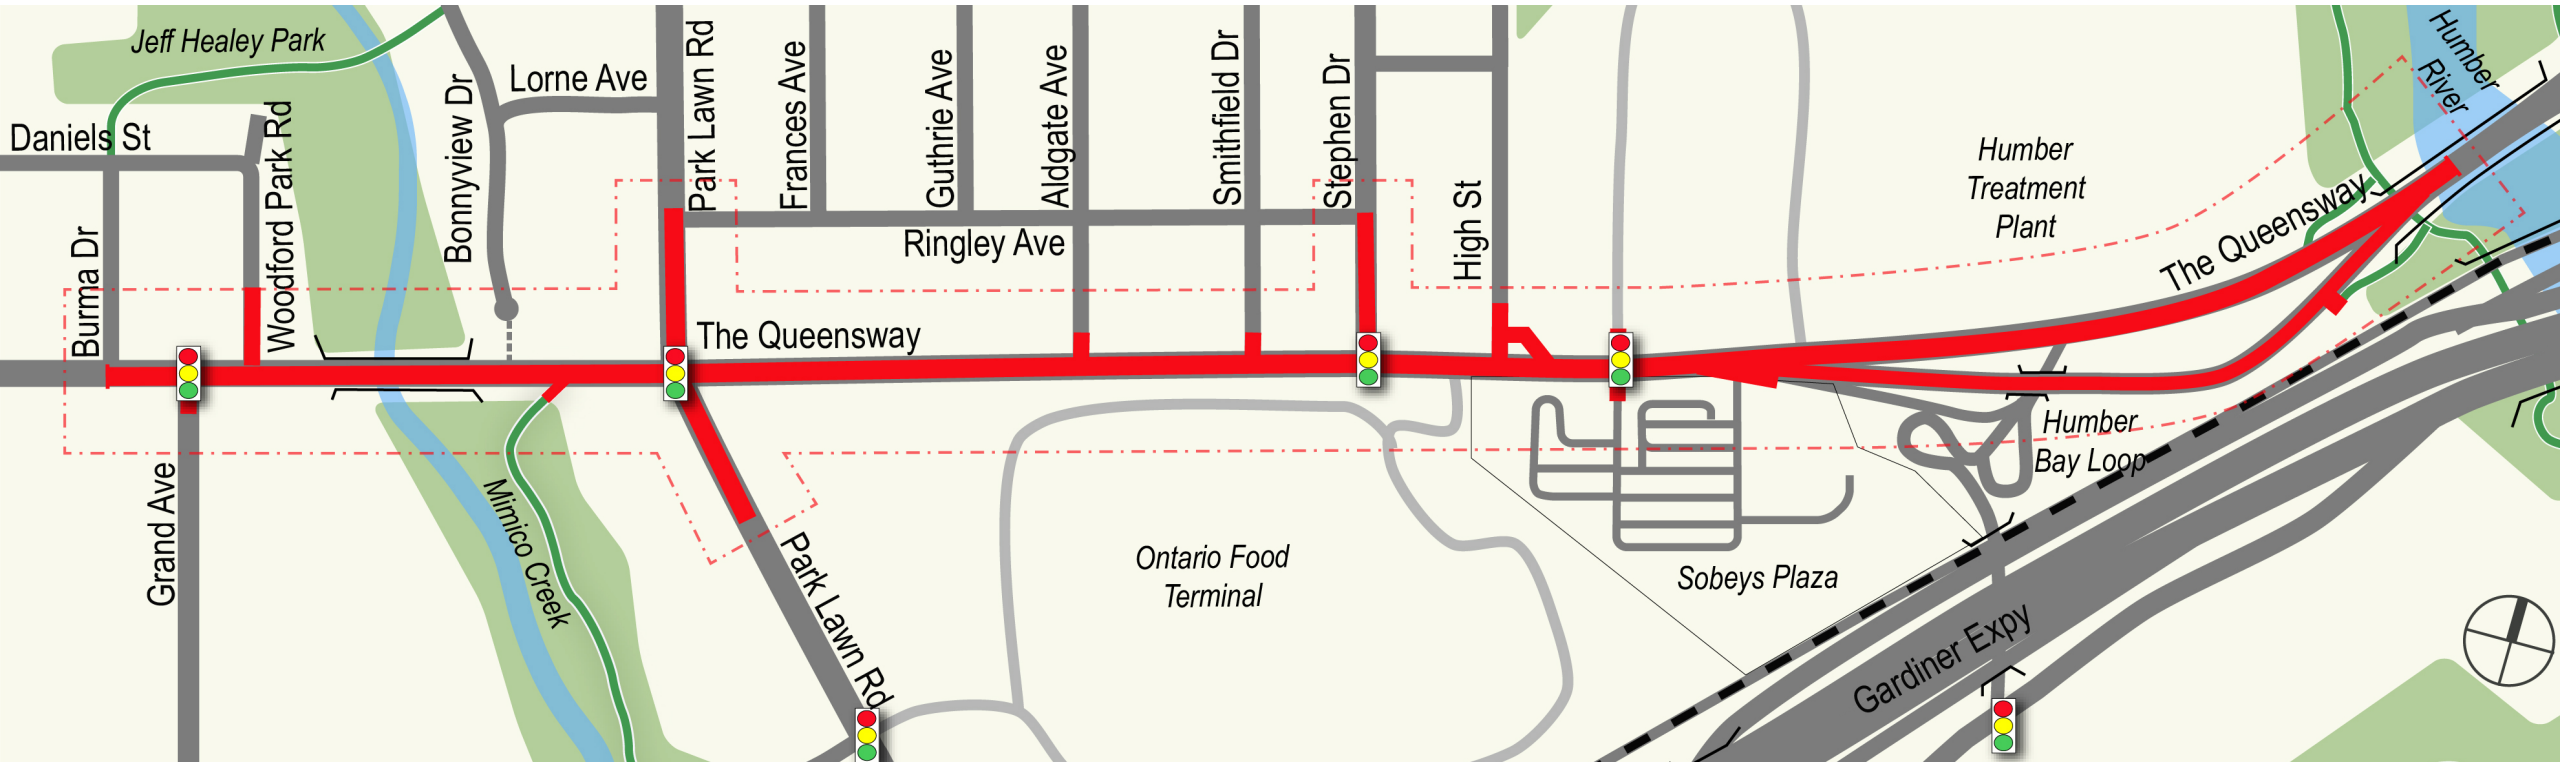 Jeff Healey Park
Daniels St
Burma Dr
Woodford Park Rd
Bonnyview Dr
Lorne Ave
Park Lawn Rd
Frances Ave
Guthrie Ave
Aldgate Ave
Smithfield Dr
Stephen Dr
High St
Ringley Ave
The Queensway
Humber
Treatment
Plant
The Queensway
Humber
River
Humber
Bay Loop
Grand Ave
Mimico Creek
Park Lawn Rd
Ontario Food
Terminal
Sobeys Plaza
Gardiner Expy